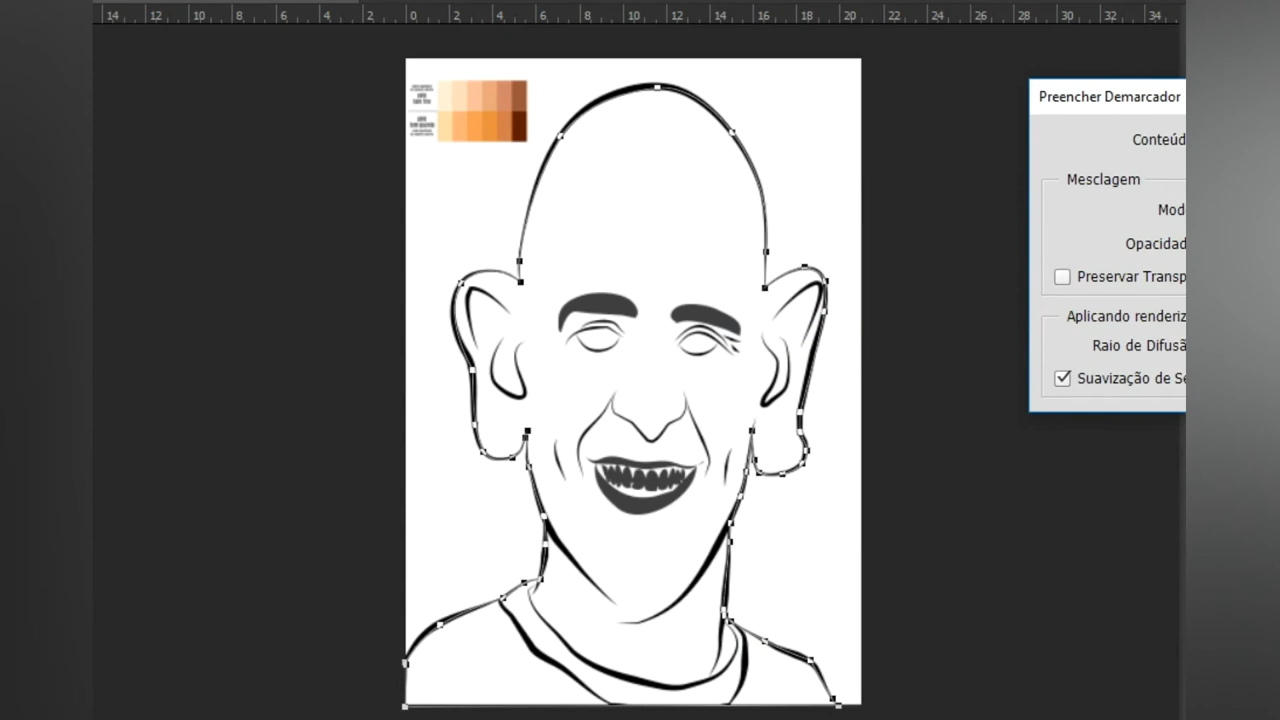 14 12 10 8 6 4 2 0 2 4 6 8 10 12 14 16 18 20 22 24 26 28 30 32 34
Preencher Demarcador
Conteúd
Mesclagem
Mod
Opacidad
Preservar Transp
Aplicando renderiz
Raio de Difusã
Suavização de Se